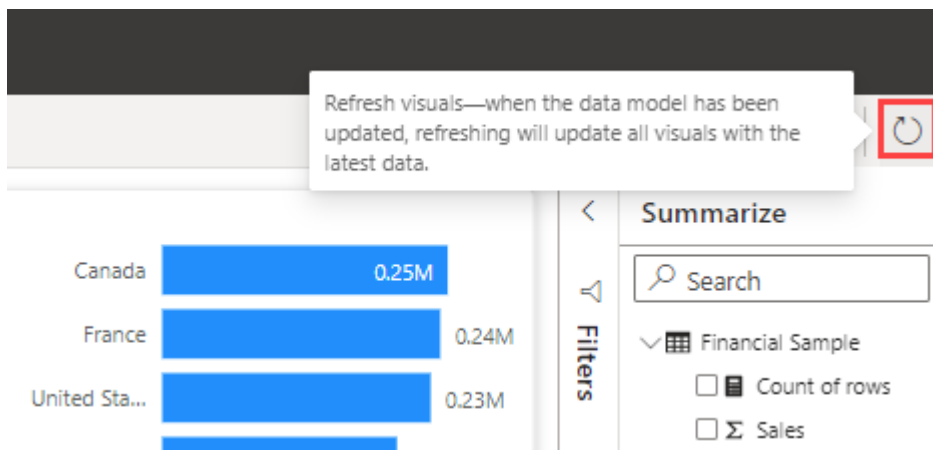 Refresh visuals—when the data model has been
updated, refreshing will update all visuals with the
latest data.
Canada
0.25M
France
0.24M
United Sta...
0.23M
Filters
Summarize
Search
Financial Sample
Count of rows
Σ Sales